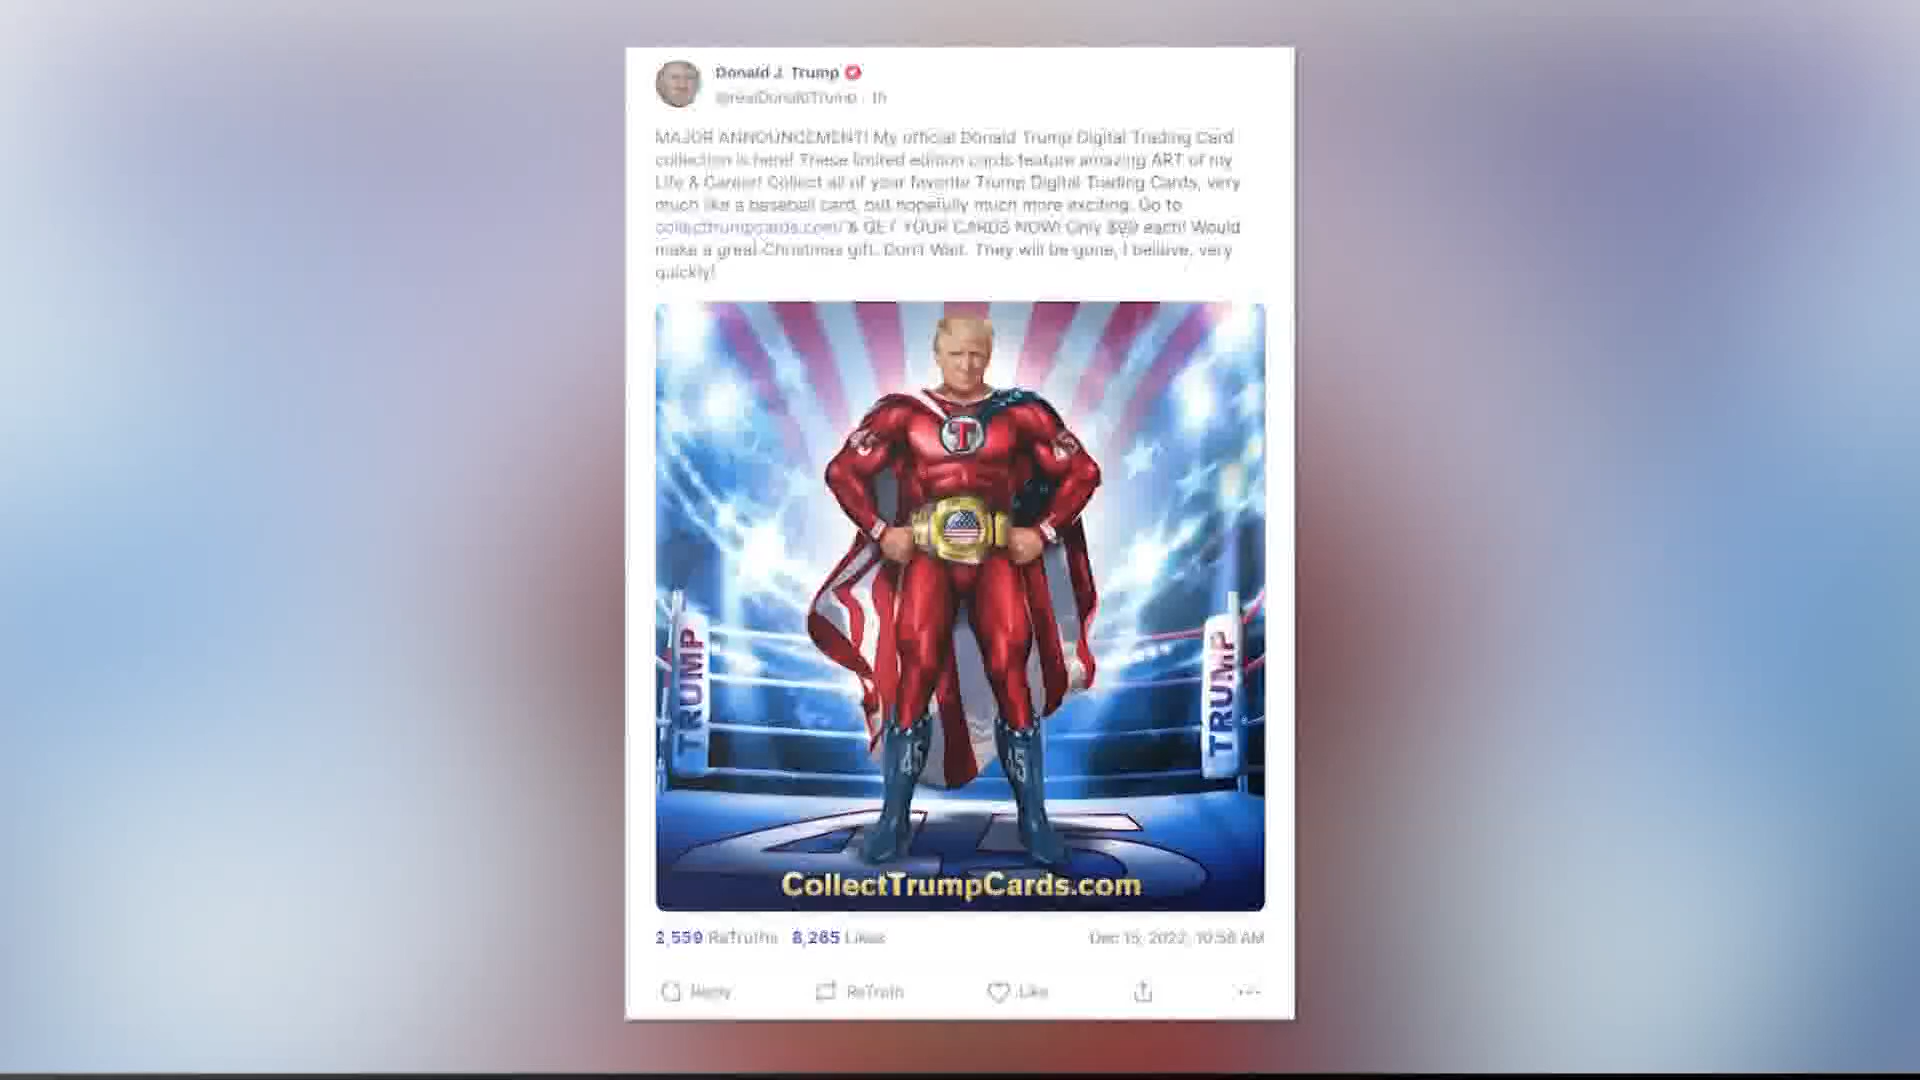 Donald J. Trump
@realDonaldTrump · 1h
MAJOR ANNOUNCEMENT! My official Donald Trump Digital Trading Card
collection is here! These limited edition cards feature amazing ART of my
Life & Career! Collect all of your favorite Trump Digital Trading Cards, very
much like a baseball card, but hopefully much more exciting. Go to
collecttrumpcards.com/ & GET YOUR CARDS NOW! Only $99 each! Would
make a great Christmas gift. Don't Wait. They will be gone, I believe, very
quickly!
T
45
45
TRUMP
TRUMP
45
45
45
CollectTrumpCards.com
2,559 ReTruths 8,265 Likes
Dec 15, 2022, 10:58 AM
Reply
ReTruth
Like